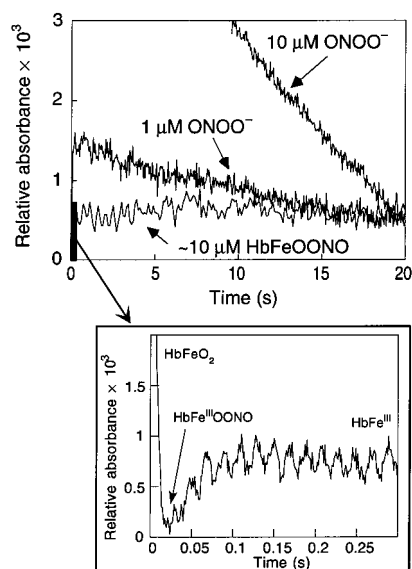 Relative absorbance × 10³
3
2
1
0
10 μM ONOO⁻
1 μM ONOO⁻
~10 μM HbFeOONO
0
5
10
15
20
Time (s)
Relative absorbance × 10³
HbFeO₂
1.5
1
0.5
0
HbFeᴵᴵᴵOONO
HbFeᴵᴵᴵ
0
0.05
0.1
0.15
0.2
0.25
Time (s)